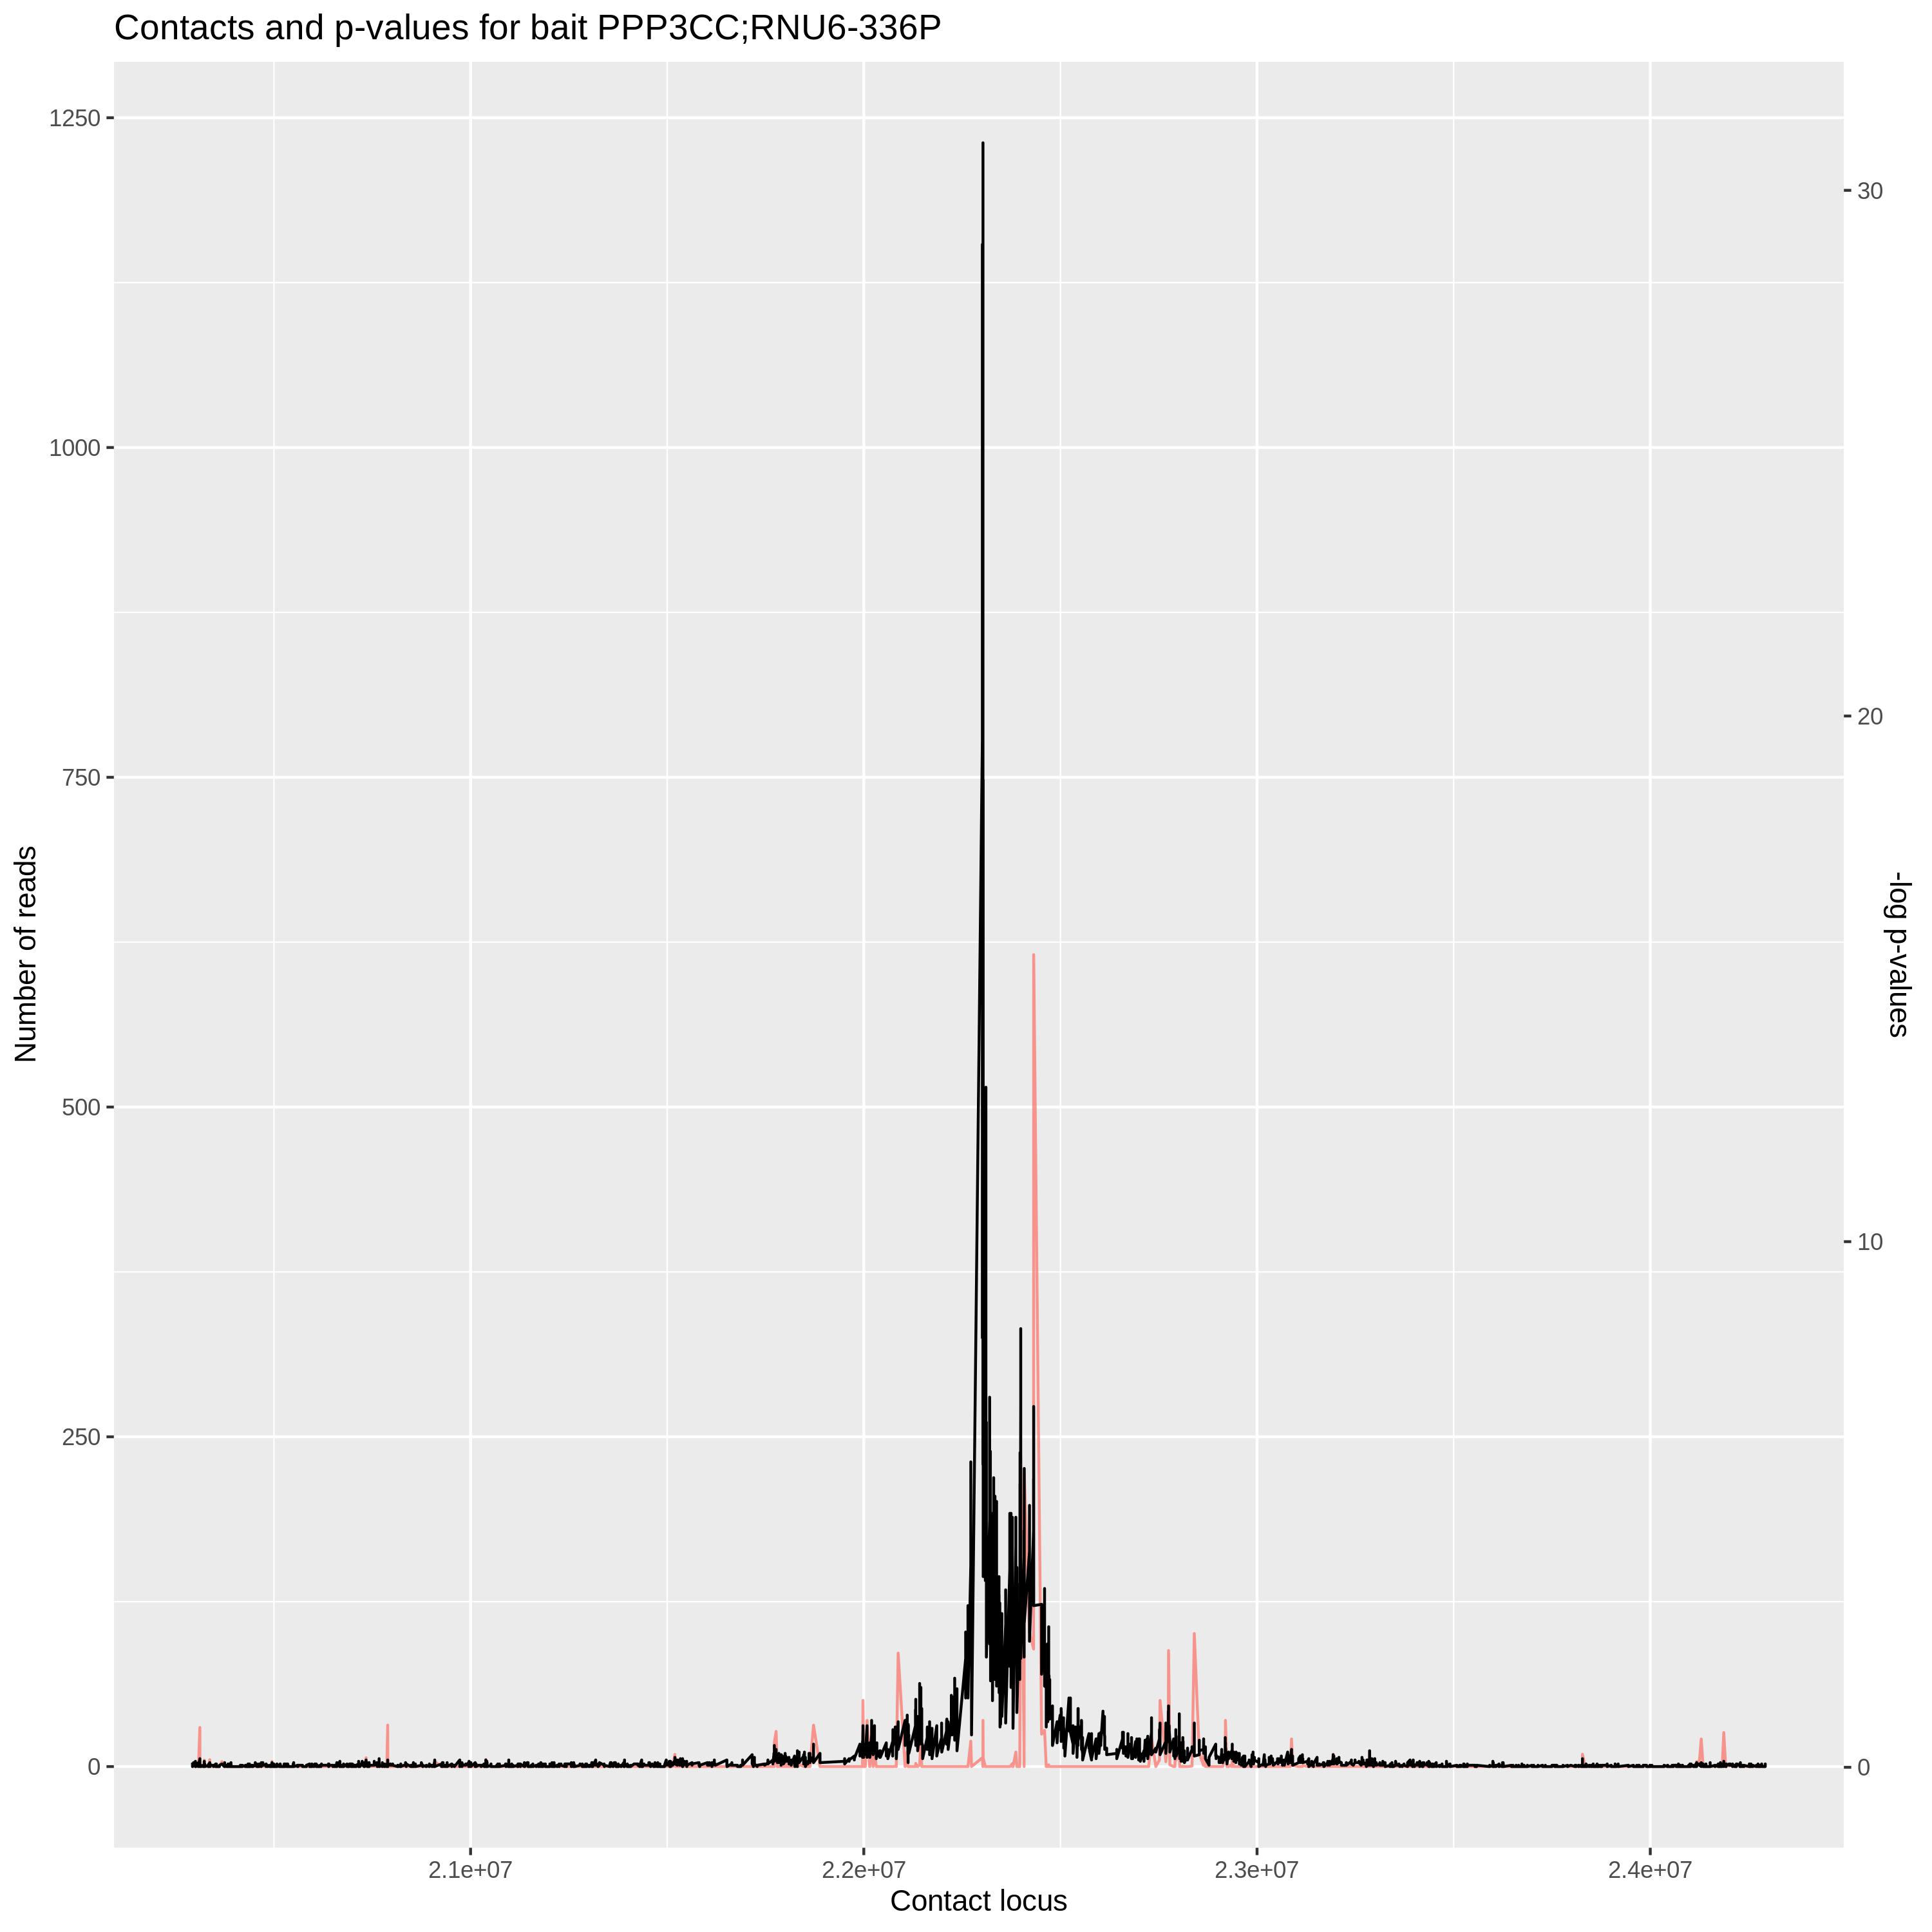 Contacts and p-values for bait PPP3CC;RNU6-336P
1250
1000
750
500
250
0
Number of reads
30
20
10
0
-log p-values
2.1e+07
2.2e+07
2.3e+07
2.4e+07
Contact locus